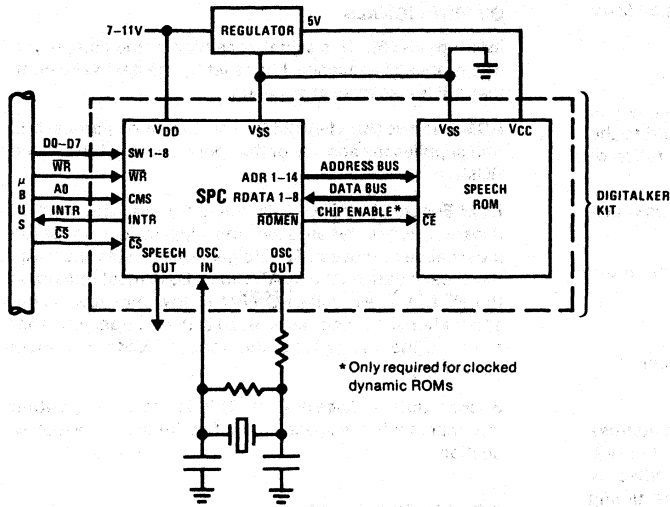 7–11V
REGULATOR
5V
VDD
VSS
VSS
VCC
μ BUS
D0–D7
WR
A0
INTR
CS
SW 1–8
WR
CMS
INTR
CS
SPC
ADR 1–14
RDATA 1–8
ROMEN
SPEECH OUT
OSC IN
OSC OUT
ADDRESS BUS
DATA BUS
CHIP ENABLE*
CE
SPEECH
ROM
DIGITALKER
KIT
* Only required for clocked
dynamic ROMs